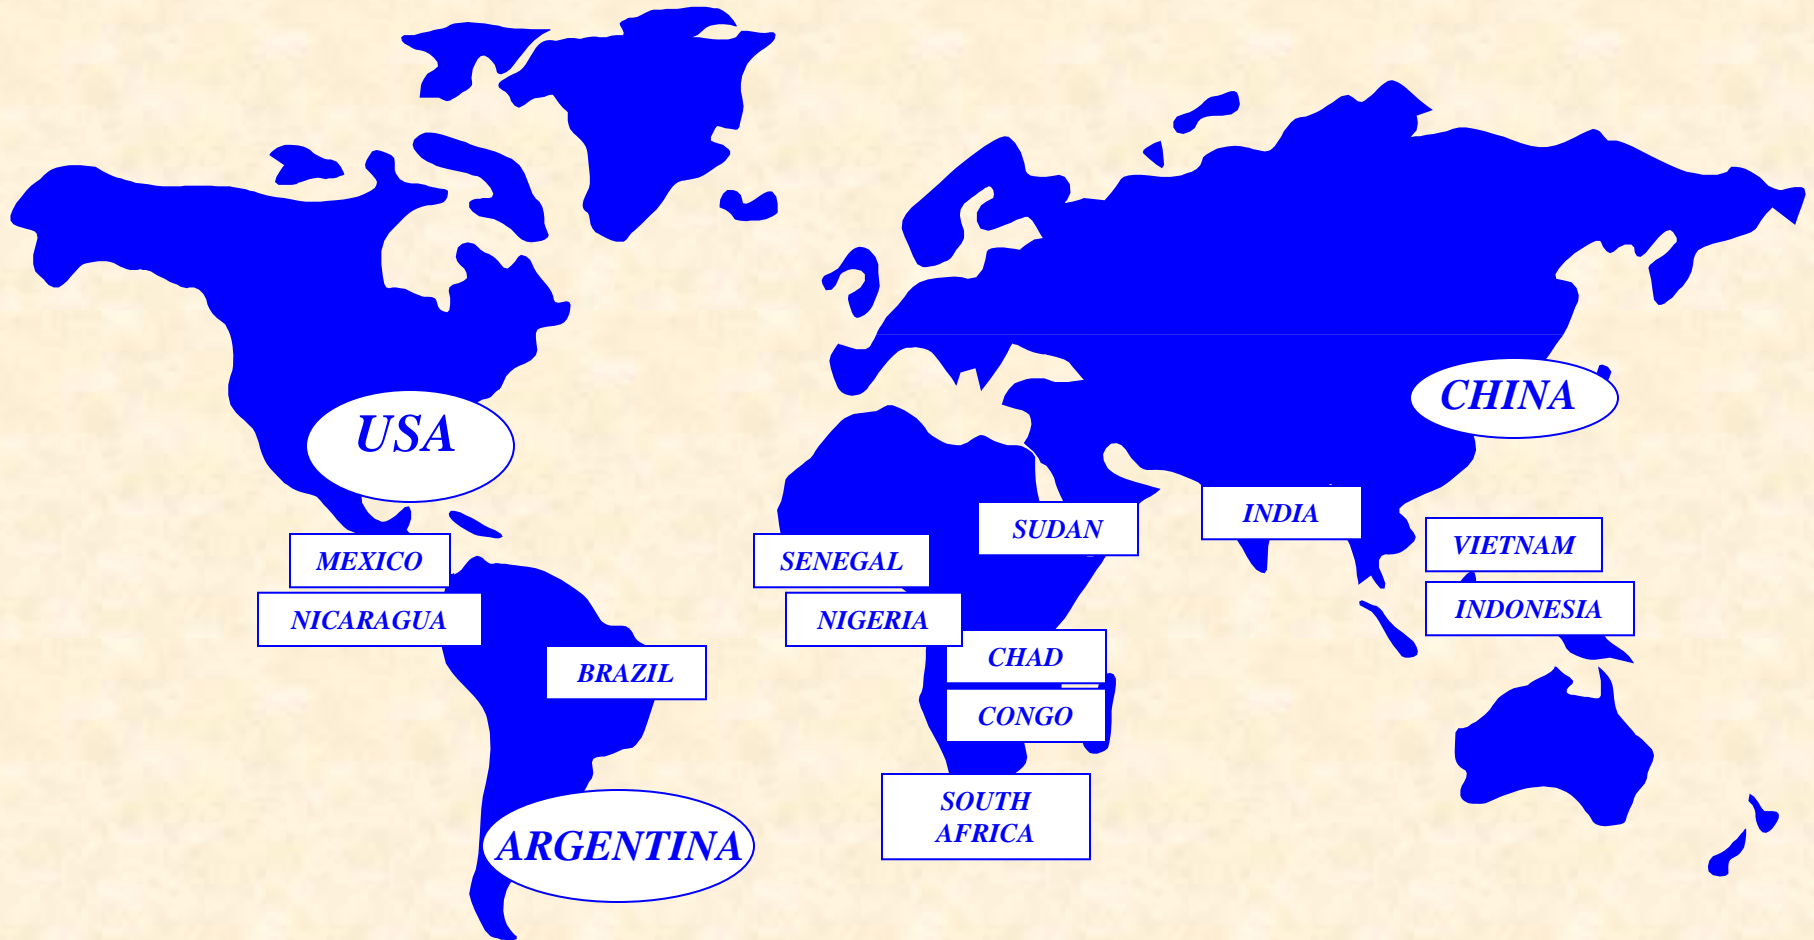 CHINA
USA
INDIA
SUDAN
VIETNAM
MEXICO
SENEGAL
INDONESIA
NICARAGUA
NIGERIA
CHAD
BRAZIL
CONGO
SOUTH
AFRICA
ARGENTINA